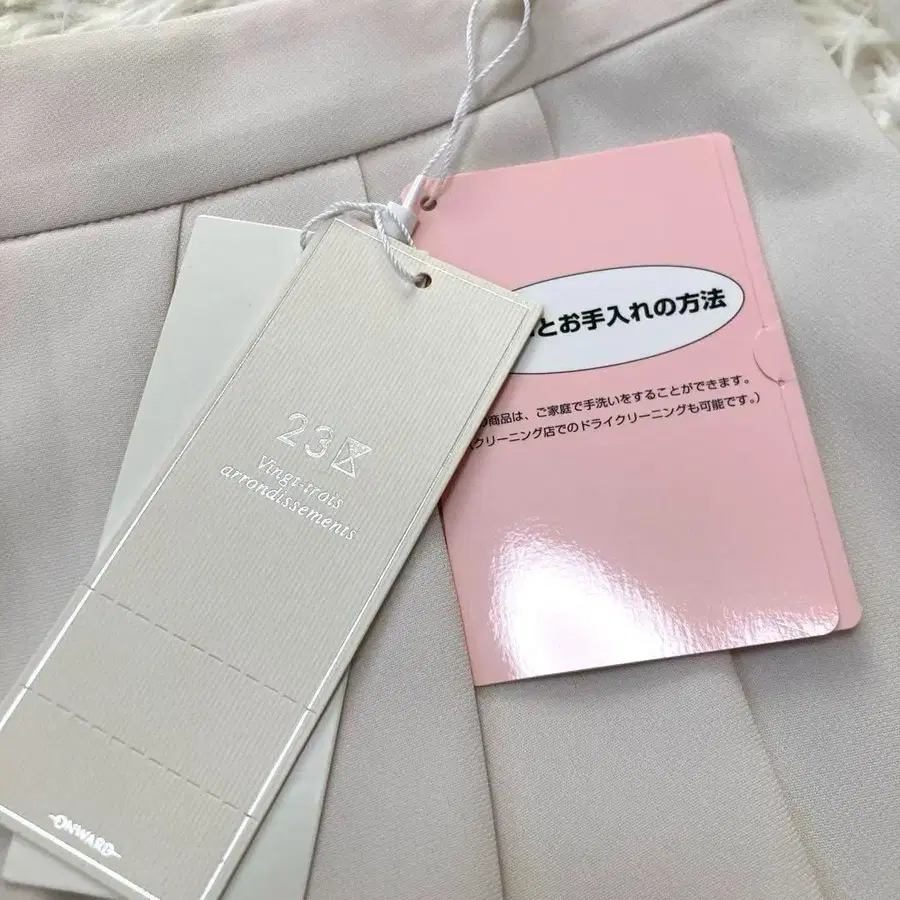 23区
Vingt-trois
arrondissements
ONWARD
とお手入れの方法
商品は、ご家庭で手洗いをすることができます。
クリーニング店でのドライクリーニングも可能です。)